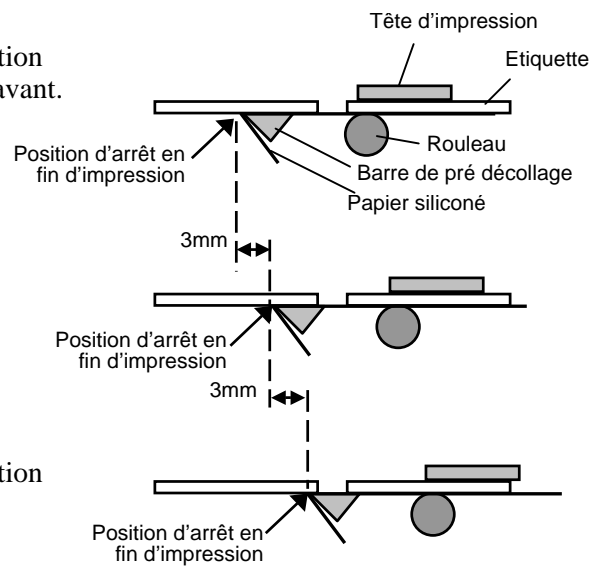 Tête d'impression
tion
Etiquette
avant.
Rouleau
Position d'arrêt en
fin d'impression
Barre de pré décollage
Papier siliconé
3mm
Position d'arrêt en
fin d'impression
3mm
tion
Position d'arrêt en
fin d'impression